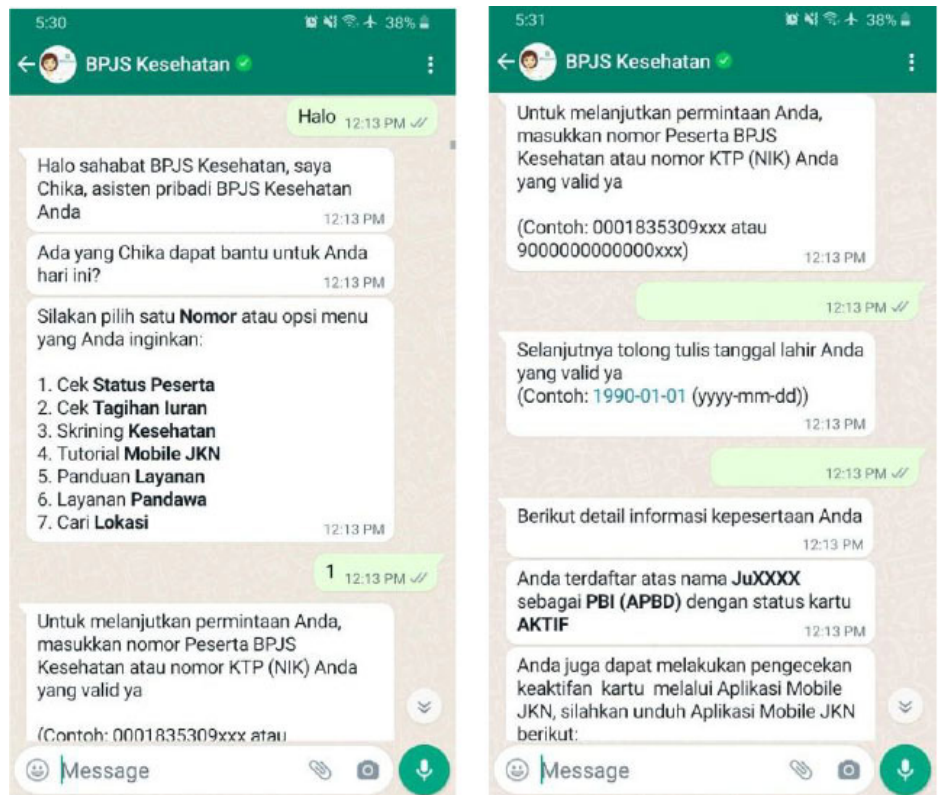 5:30
38%
BPJS Kesehatan
Halo 12:13 PM
Halo sahabat BPJS Kesehatan, saya
Chika, asisten pribadi BPJS Kesehatan
Anda
12:13 PM
Ada yang Chika dapat bantu untuk Anda
hari ini?
12:13 PM
Silakan pilih satu Nomor atau opsi menu
yang Anda inginkan:
1. Cek Status Peserta
2. Cek Tagihan Iuran
3. Skrining Kesehatan
4. Tutorial Mobile JKN
5. Panduan Layanan
6. Layanan Pandawa
7. Cari Lokasi
12:13 PM
1 12:13 PM
Untuk melanjutkan permintaan Anda,
masukkan nomor Peserta BPJS
Kesehatan atau nomor KTP (NIK) Anda
yang valid ya
(Contoh: 0001835309xxx atau
Message
5:31
38%
BPJS Kesehatan
Untuk melanjutkan permintaan Anda,
masukkan nomor Peserta BPJS
Kesehatan atau nomor KTP (NIK) Anda
yang valid ya
(Contoh: 0001835309xxx atau
9000000000000xxx)
12:13 PM
12:13 PM
Selanjutnya tolong tulis tanggal lahir Anda
yang valid ya
(Contoh: 1990-01-01 (yyyy-mm-dd))
12:13 PM
12:13 PM
Berikut detail informasi kepesertaan Anda
12:13 PM
Anda terdaftar atas nama JuXXXX
sebagai PBI (APBD) dengan status kartu
AKTIF
12:13 PM
Anda juga dapat melakukan pengecekan
keaktifan kartu melalui Aplikasi Mobile
JKN, silahkan unduh Aplikasi Mobile JKN
berikut:
Message